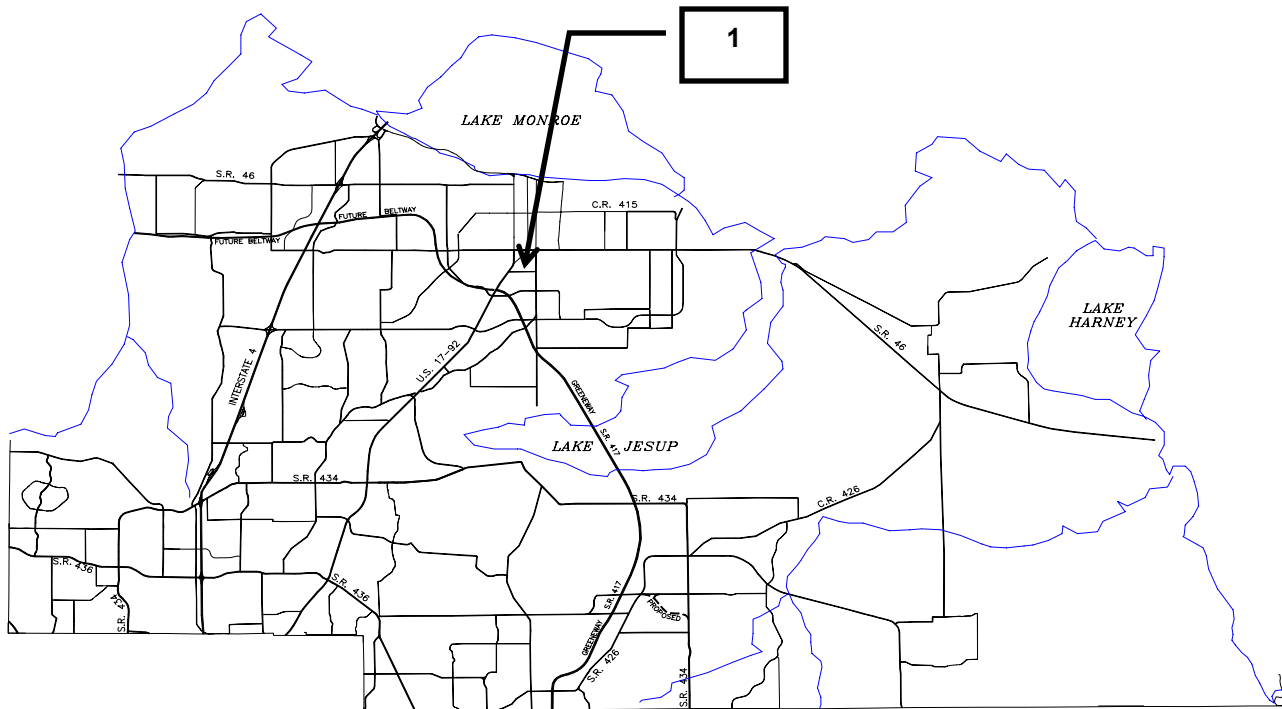 1
LAKE MONROE
S.R. 46
C.R. 415
FUTURE BELTWAY
FUTURE BELTWAY
LAKE
HARNEY
S.R. 46
INTERSTATE 4
U.S. 17-92
GREENEWAY
S.R. 417
LAKE JESUP
S.R. 434
S.R. 434
C.R. 426
S.R. 436
S.R. 436
S.R. 434
S.R. 417
PROPOSED
GREENEWAY
S.R. 426
S.R. 434